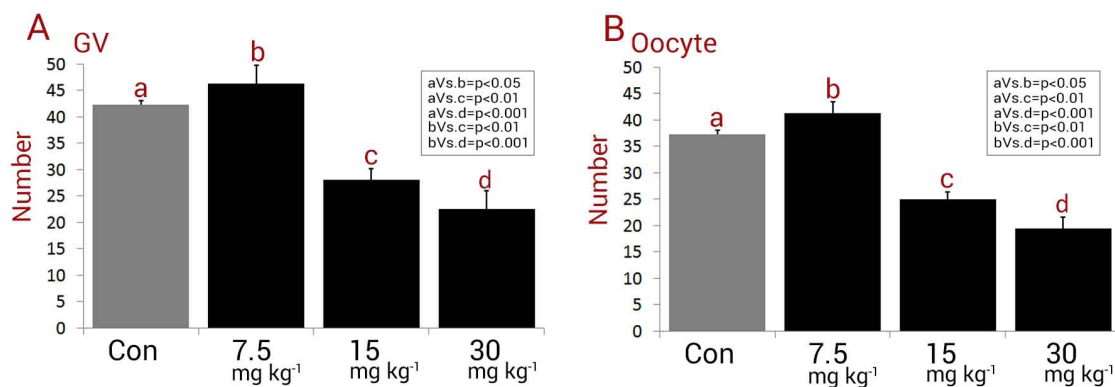 A GV
50
45
40
35
30
25
20
15
10
5
0
Number
a
b
c
d
aVs.b=p<0.05
aVs.c=p<0.01
aVs.d=p<0.001
bVs.c=p<0.01
bVs.d=p<0.001
Con
7.5
mg kg-1
15
mg kg-1
30
mg kg-1
B Oocyte
50
45
40
35
30
25
20
15
10
5
0
Number
a
b
c
d
aVs.b=p<0.05
aVs.c=p<0.01
aVs.d=p<0.001
bVs.c=p<0.01
bVs.d=p<0.001
Con
7.5
mg kg-1
15
mg kg-1
30
mg kg-1